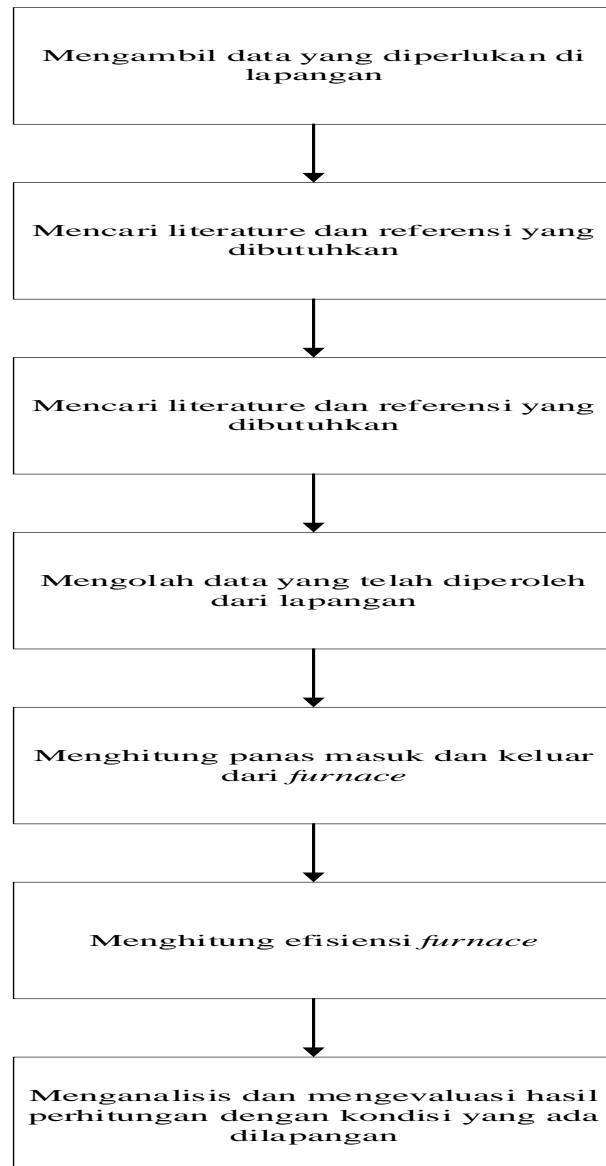 Mengambil data yang diperlukan di
lapangan
Mencari literature dan referensi yang
dibutuhkan
Mencari literature dan referensi yang
dibutuhkan
Mengolah data yang telah diperoleh
dari lapangan
Menghitung panas masuk dan keluar
dari furnace
Menghitung efisiensi furnace
Menganalisis dan mengevaluasi hasil
perhitungan dengan kondisi yang ada
dilapangan